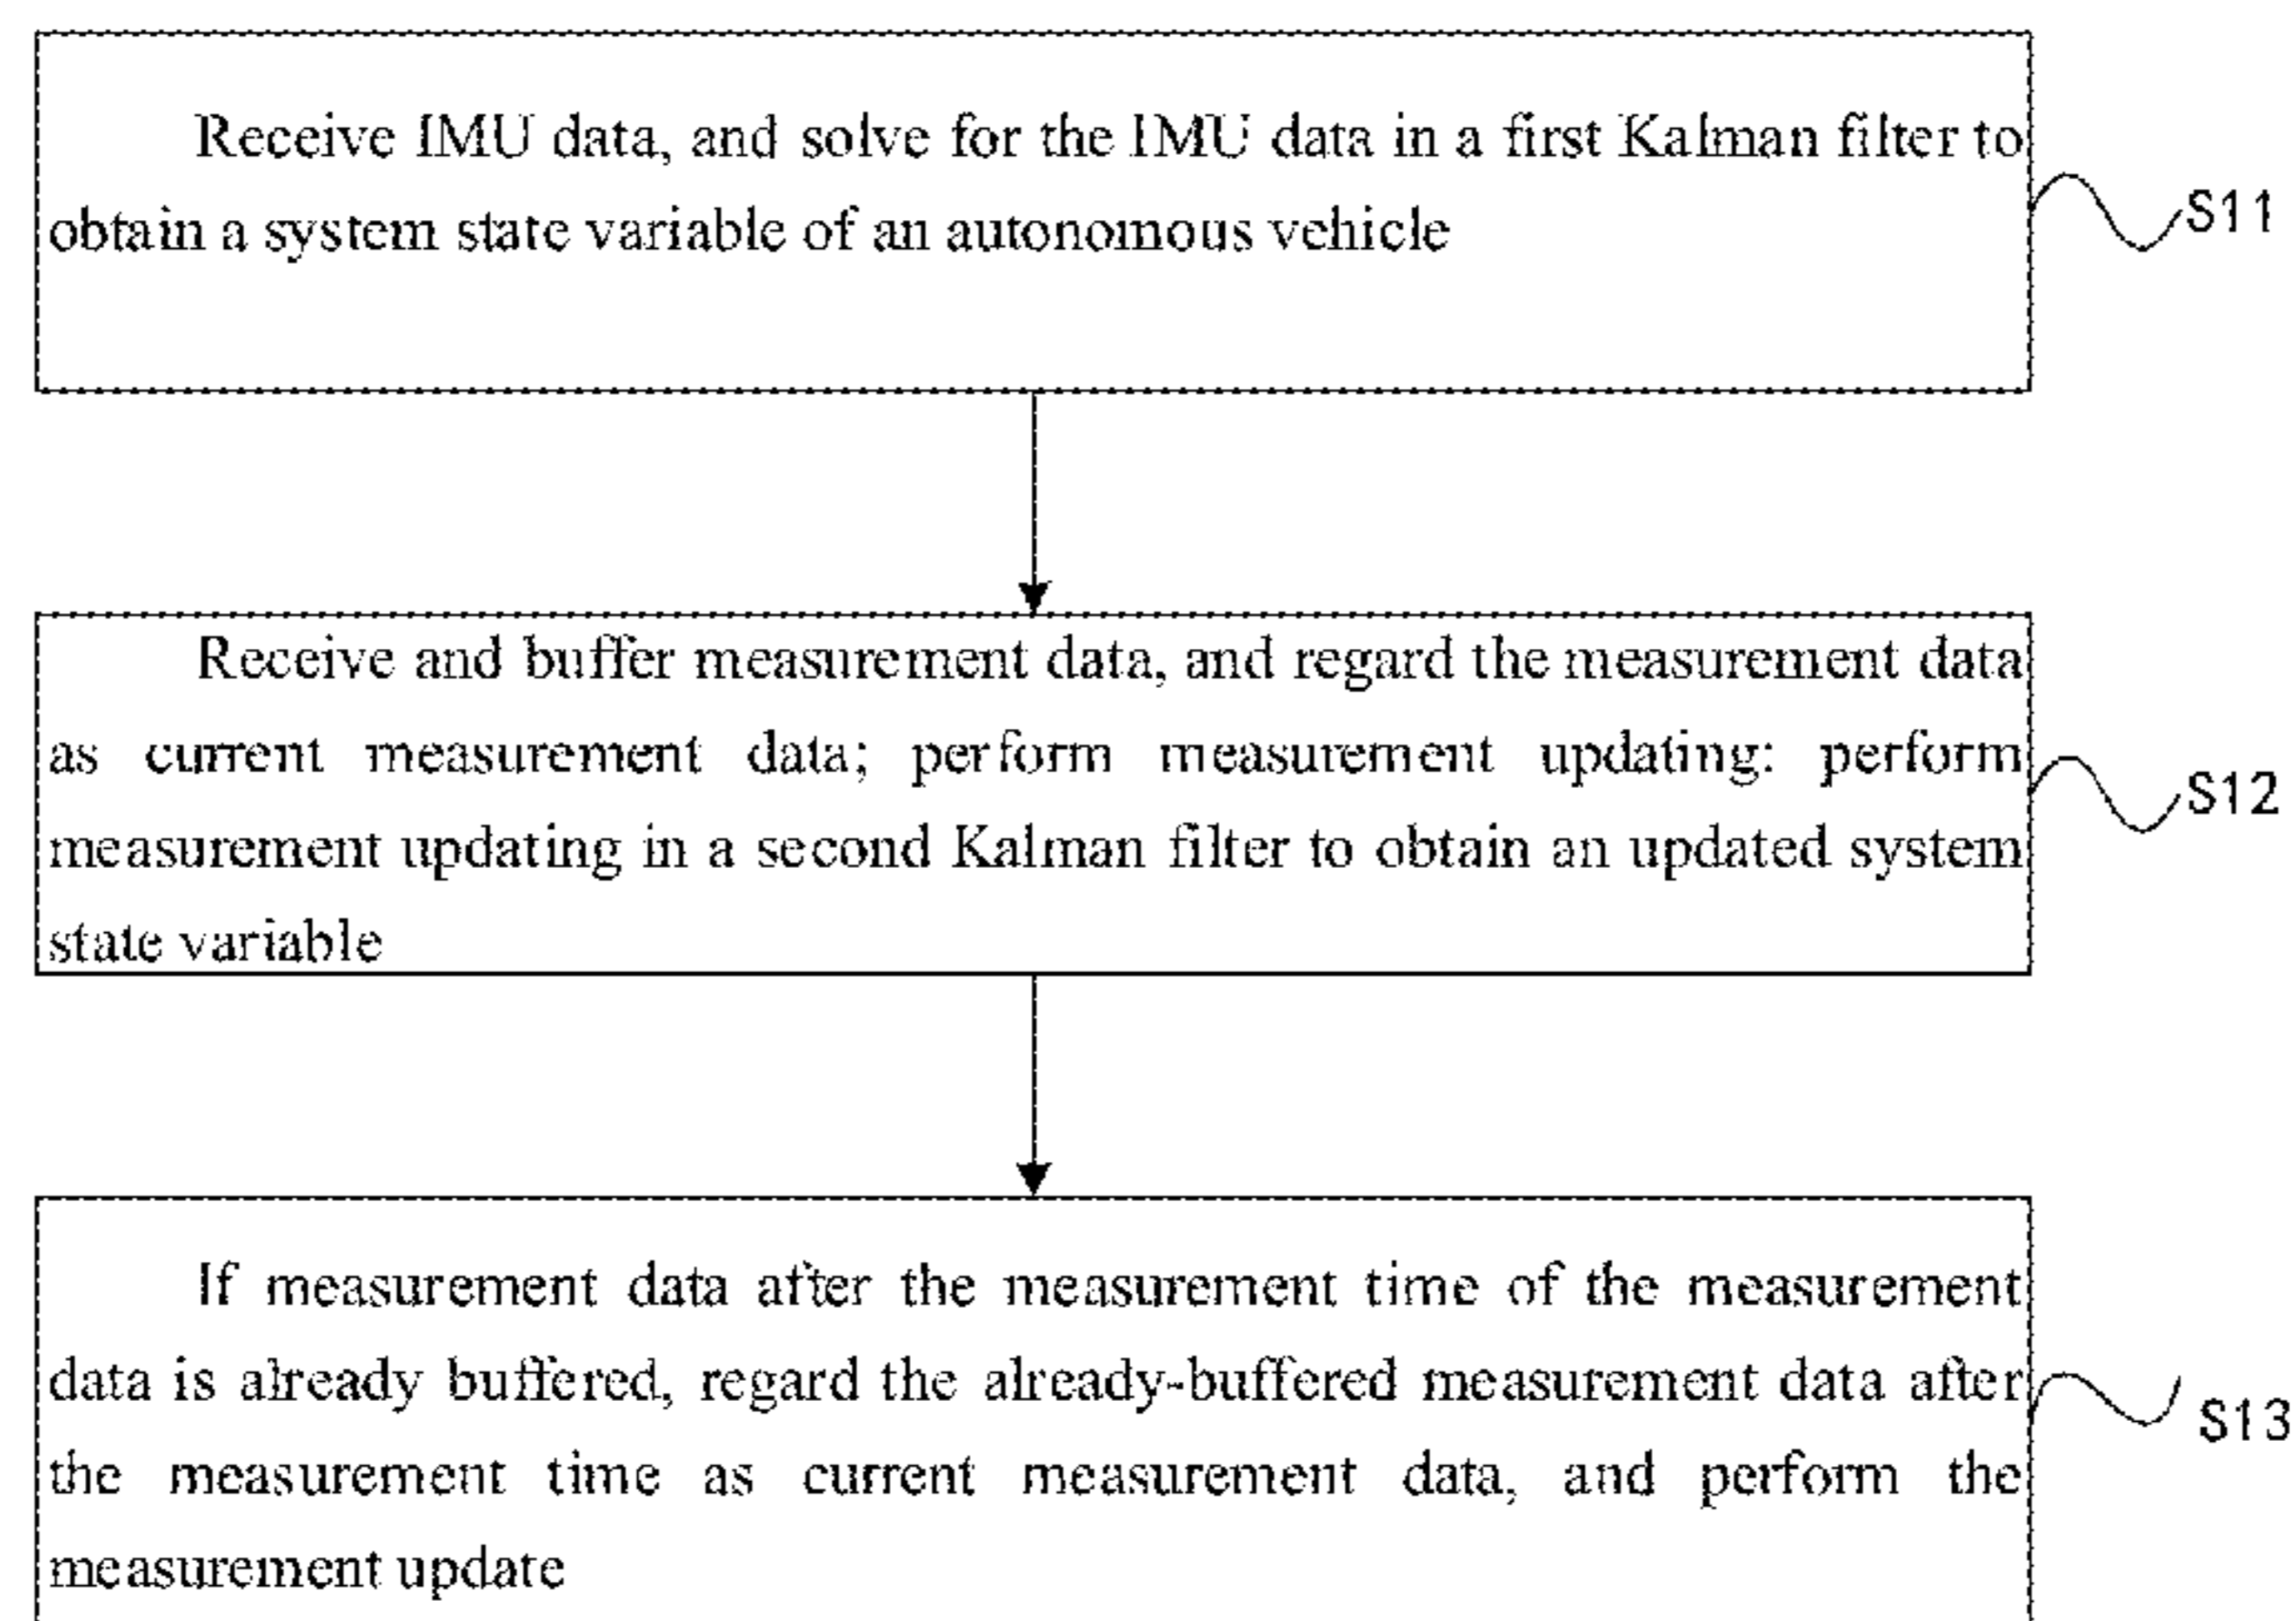 Receive IMU data, and solve for the IMU data in a first Kalman filter to
obtain a system state variable of an autonomous vehicle
S11
Receive and buffer measurement data, and regard the measurement data
as current measurement data; perform measurement updating: perform
measurement updating in a second Kalman filter to obtain an updated system
state variable
S12
If measurement data after the measurement time of the measurement
data is already buffered, regard the already-buffered measurement data after
the measurement time as current measurement data, and perform the
measurement update
S13